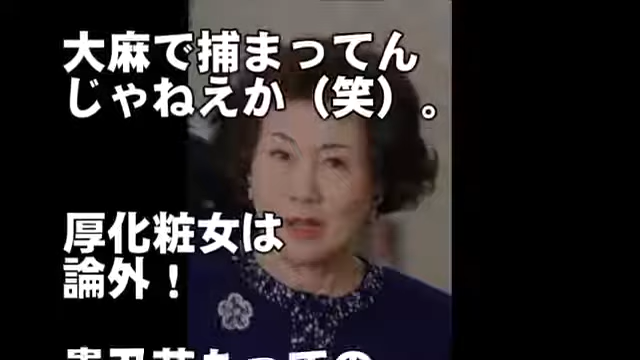 大麻で捕まってん
じゃねえか（笑）。
厚化粧女は
論外！